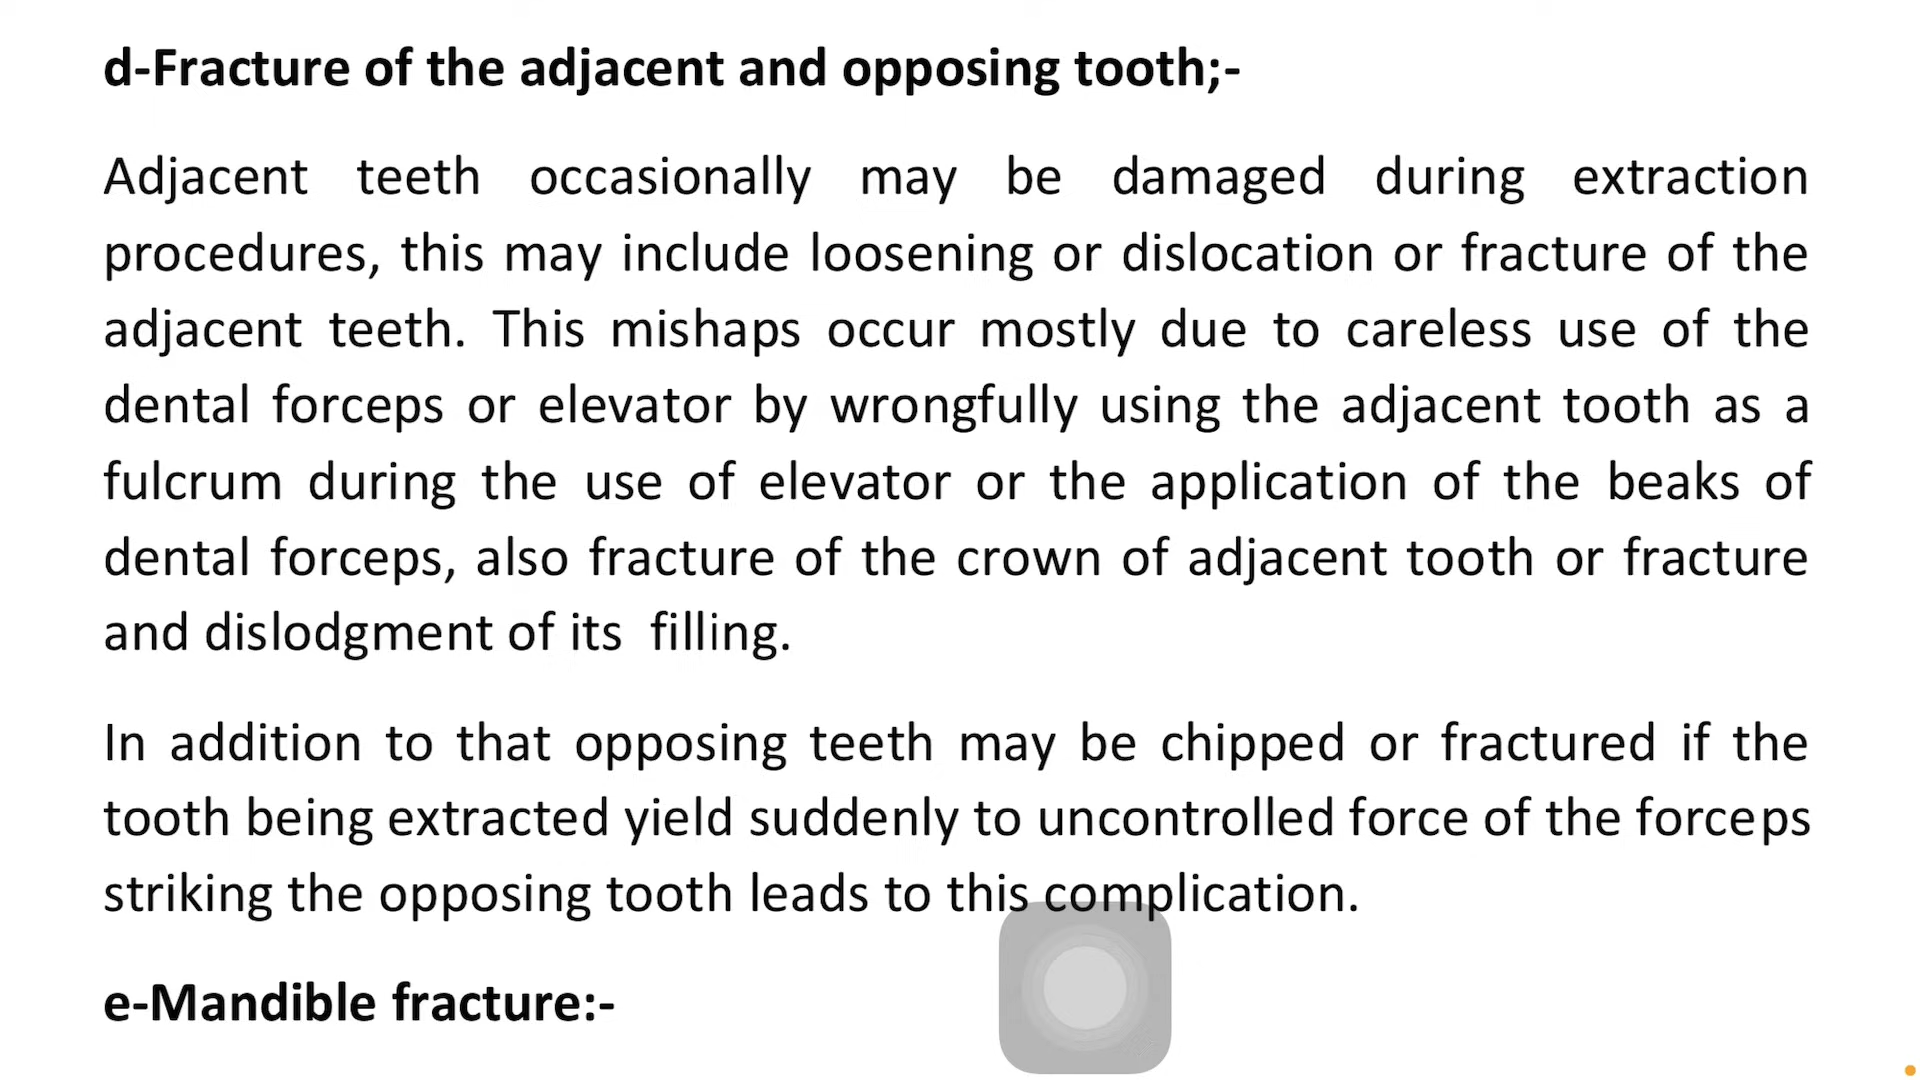 d-Fracture of the adjacent and opposing tooth;-
Adjacent teeth occasionally may be damaged during extraction
procedures, this may include loosening or dislocation or fracture of the
adjacent teeth. This mishaps occur mostly due to careless use of the
dental forceps or elevator by wrongfully using the adjacent tooth as a
fulcrum during the use of elevator or the application of the beaks of
dental forceps, also fracture of the crown of adjacent tooth or fracture
and dislodgment of its filling.
In addition to that opposing teeth may be chipped or fractured if the
tooth being extracted yield suddenly to uncontrolled force of the forceps
striking the opposing tooth leads to this complication.
e-Mandible fracture:-